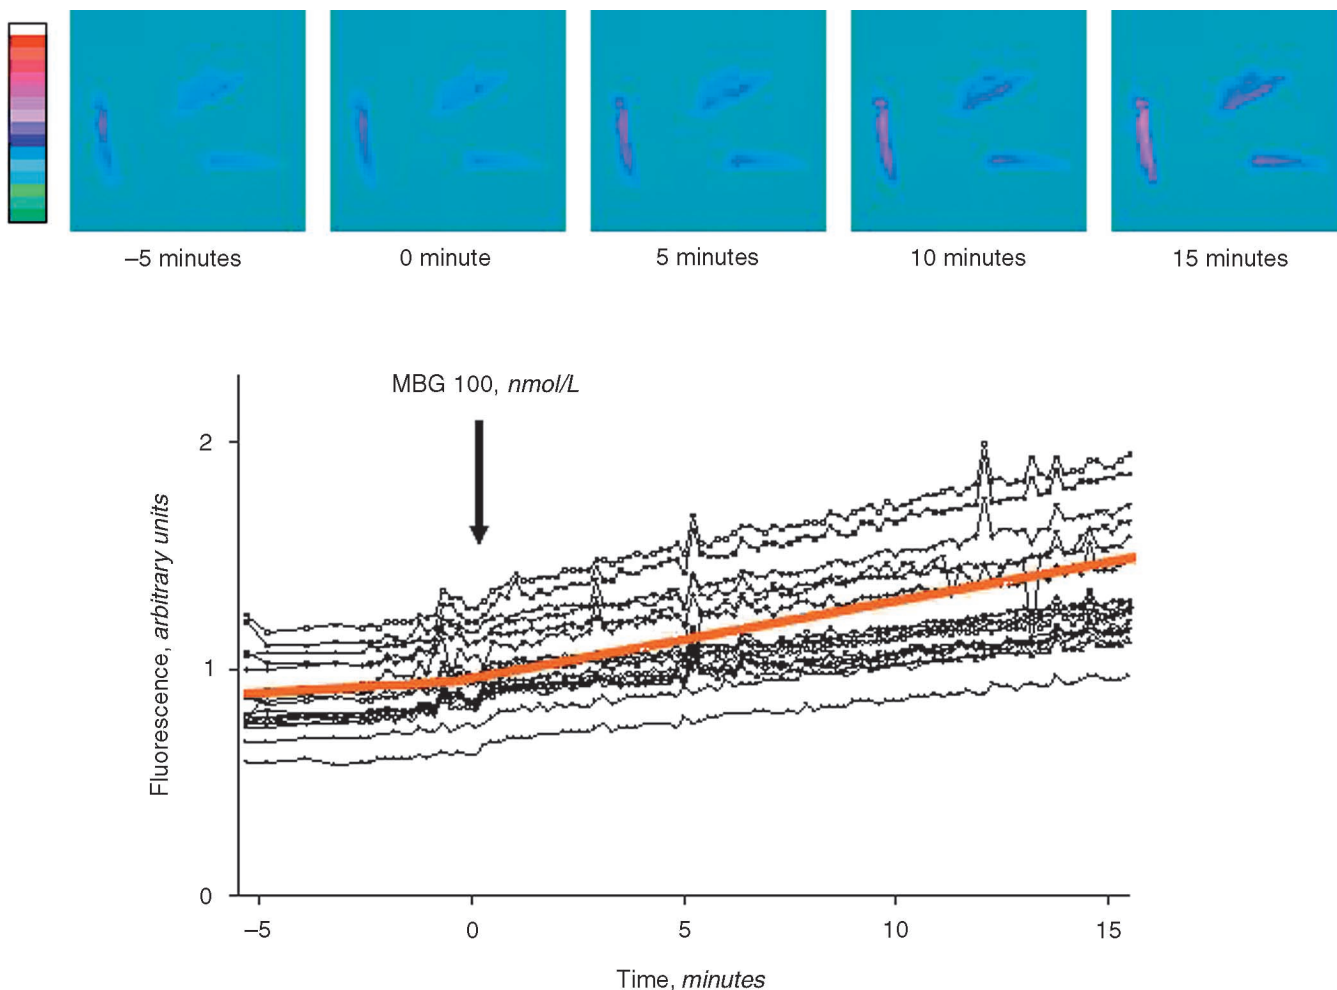 –5 minutes
0 minute
5 minutes
10 minutes
15 minutes
MBG 100, nmol/L
2
1
0
Fluorescence, arbitrary units
–5
0
5
10
15
Time, minutes